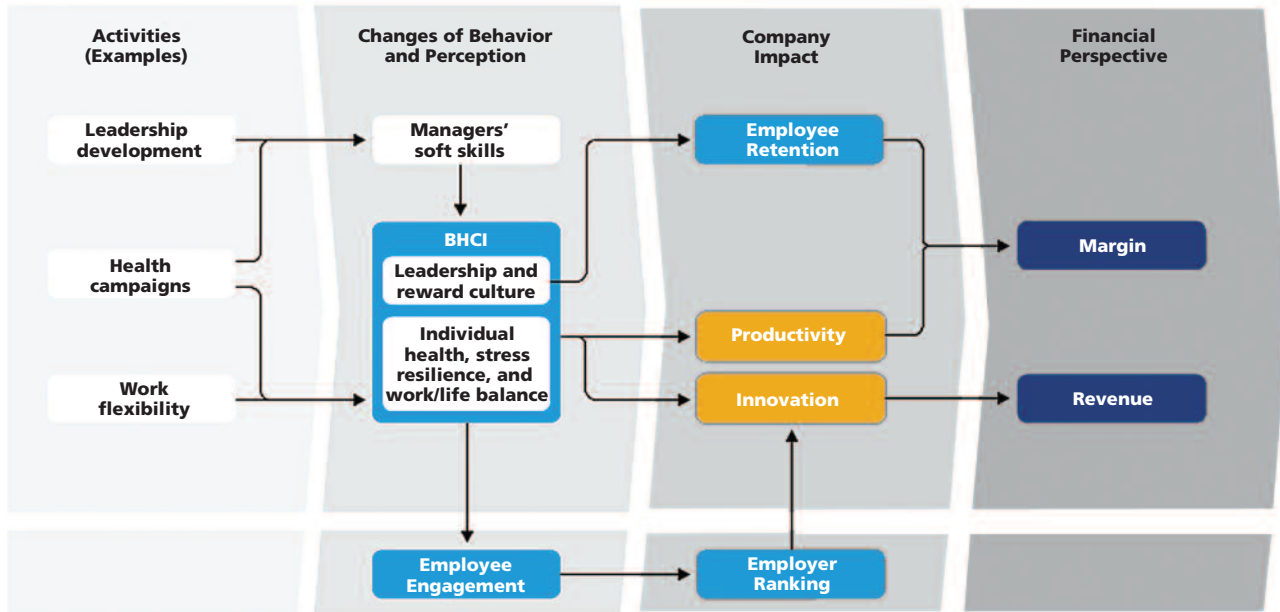 Activities
(Examples)
Changes of Behavior
and Perception
Company
Impact
Financial
Perspective
Leadership
development
Managers’
soft skills
Employee
Retention
BHCI
Leadership and
reward culture
Margin
Health
campaigns
Individual
health, stress
resilience, and
work/life balance
Productivity
Work
flexibility
Innovation
Revenue
Employee
Engagement
Employer
Ranking